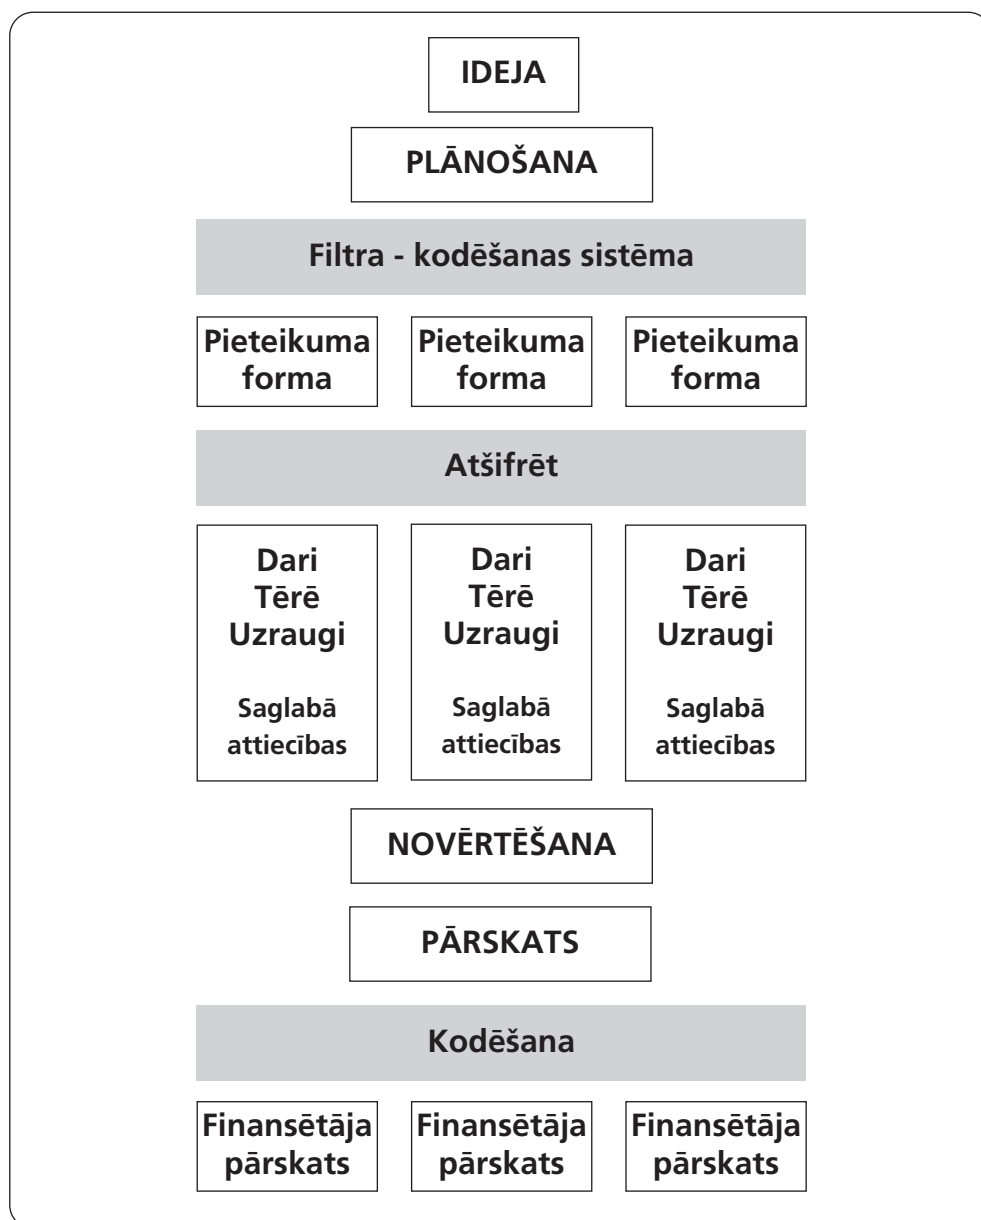 IDEJA
PLĀNOŠANA
Filtra - kodēšanas sistēma
Pieteikuma
forma
Pieteikuma
forma
Pieteikuma
forma
Atšifrēt
Dari
Tērē
Uzraugi
Saglabā
attiecības
Dari
Tērē
Uzraugi
Saglabā
attiecības
Dari
Tērē
Uzraugi
Saglabā
attiecības
NOVĒRTĒŠANA
PĀRSKATS
Kodēšana
Finansētāja
pārskats
Finansētāja
pārskats
Finansētāja
pārskats